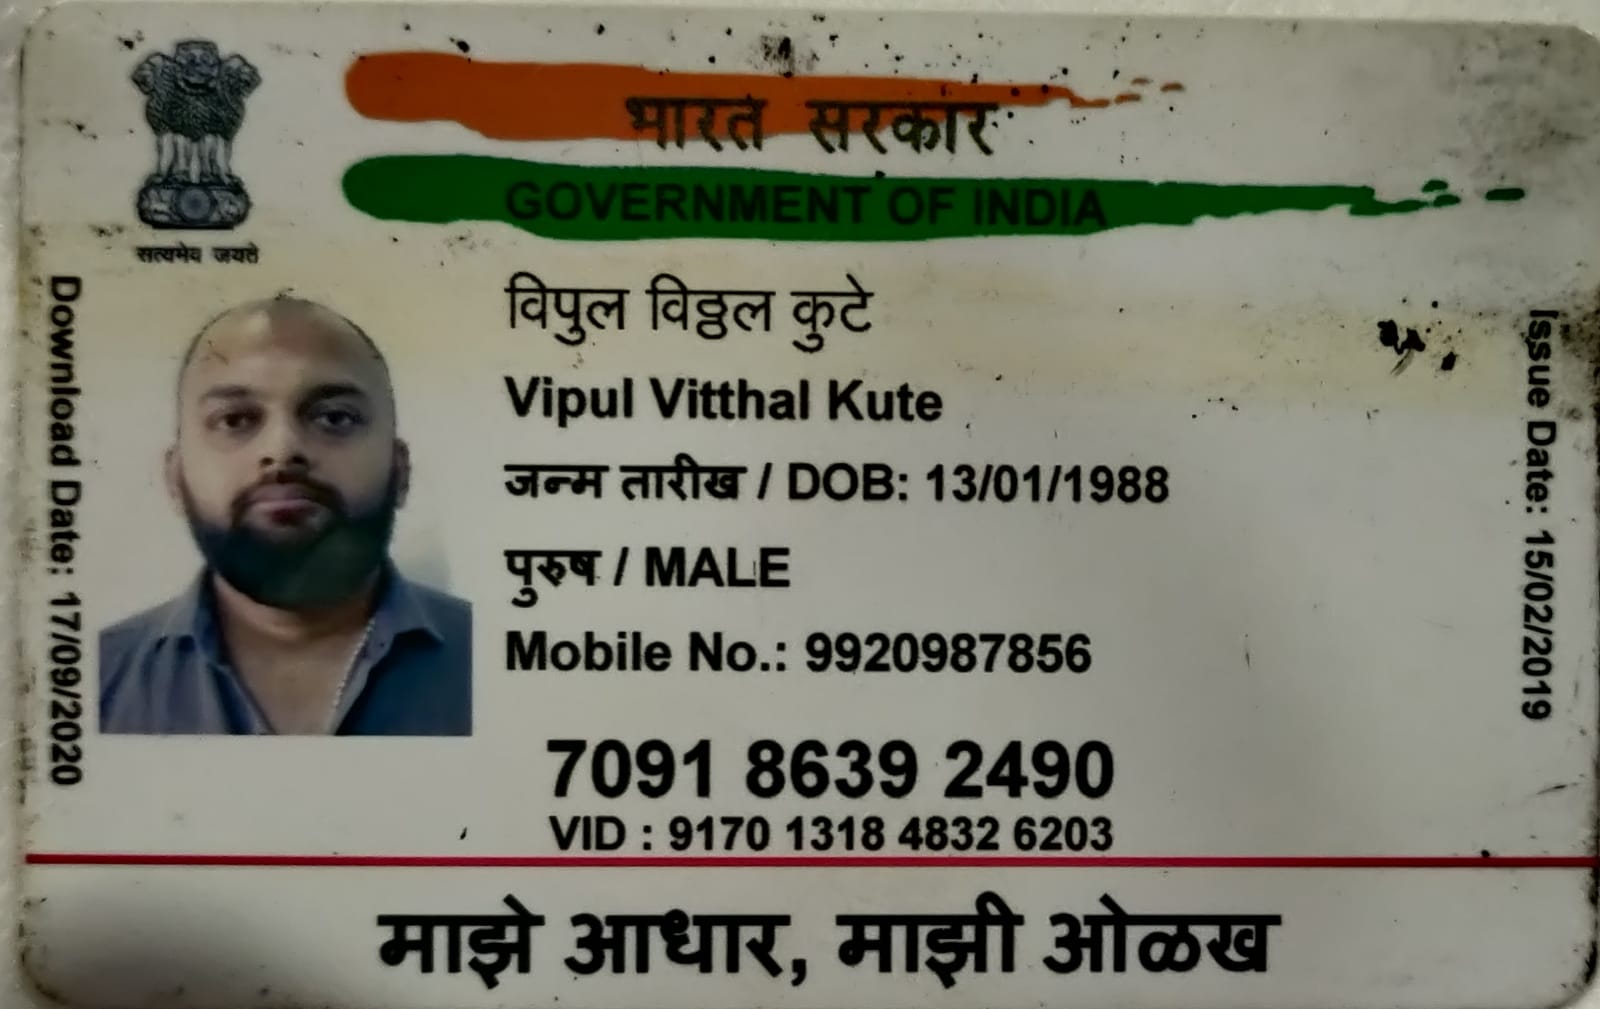 भारत सरकार
GOVERNMENT OF INDIA
सत्यमेव जयते
Download Date: 17/09/2020
विपुल विठ्ठल कुटे
Vipul Vitthal Kute
जन्म तारीख / DOB: 13/01/1988
पुरुष / MALE
Mobile No.: 9920987856
Issue Date: 15/02/2019
7091 8639 2490
VID : 9170 1318 4832 6203
माझे आधार, माझी ओळख